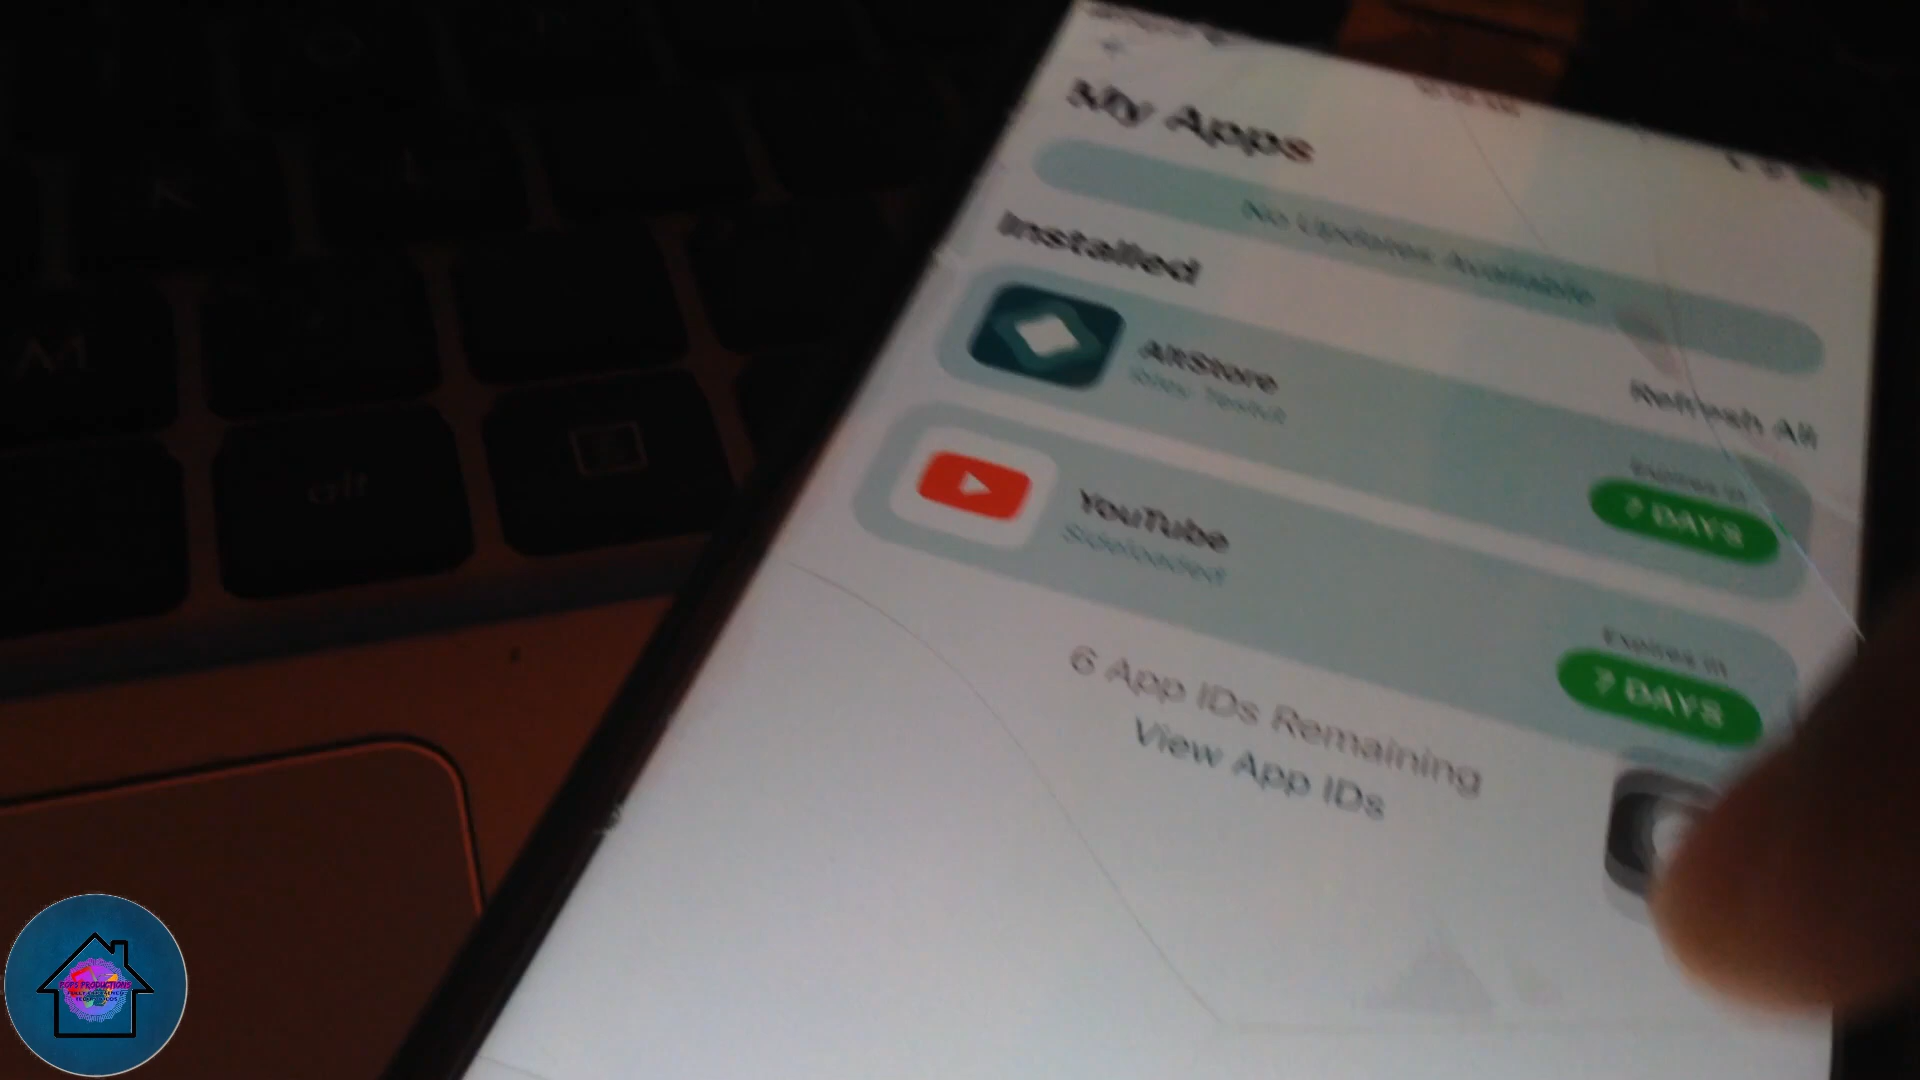 My Apps
No Updates Available
Installed
Refresh All
AltStore
Expires in
7 DAYS
YouTube
Sideloaded
Expires in
7 DAYS
6 App IDs Remaining
View App IDs
M
alt